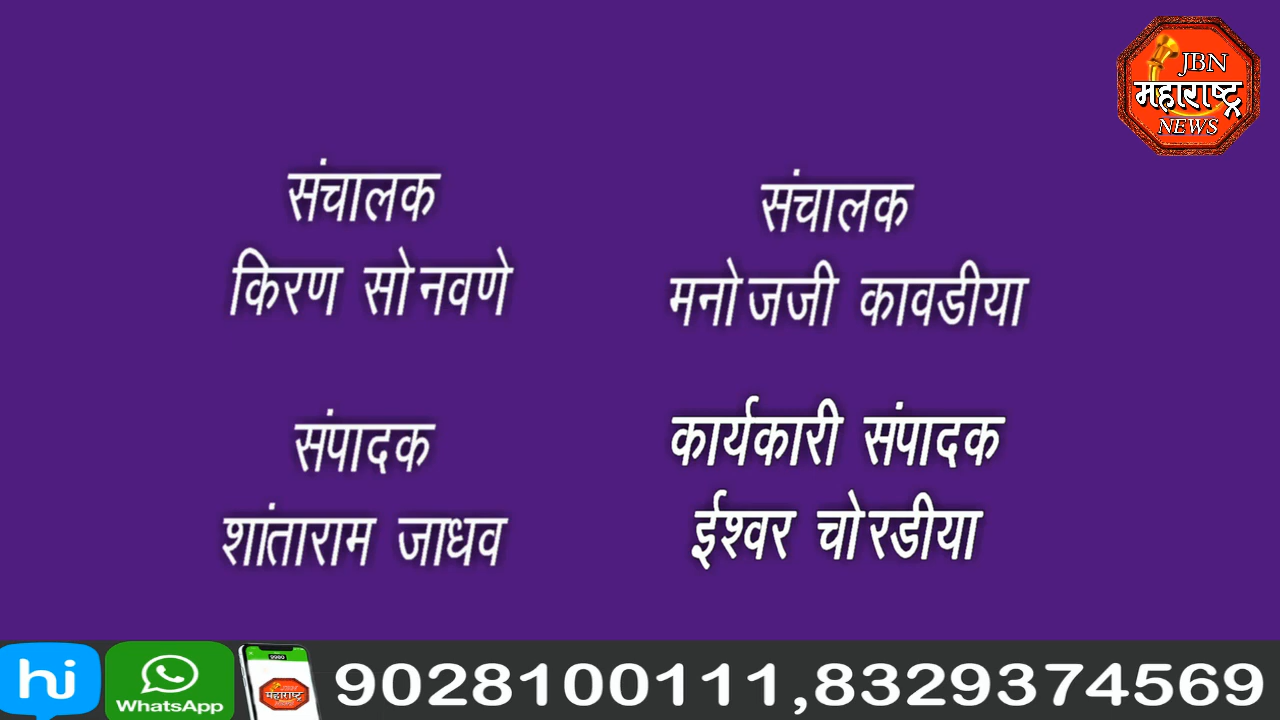 JBN
महाराष्ट्र
NEWS
संचालक
किरण सोनवणे
संचालक
मनोजजी कावडीया
संपादक
शांताराम जाधव
कार्यकारी संपादक
ईश्वर चोरडीया
hi
WhatsApp
महाराष्ट्र
9028100111,8329374569